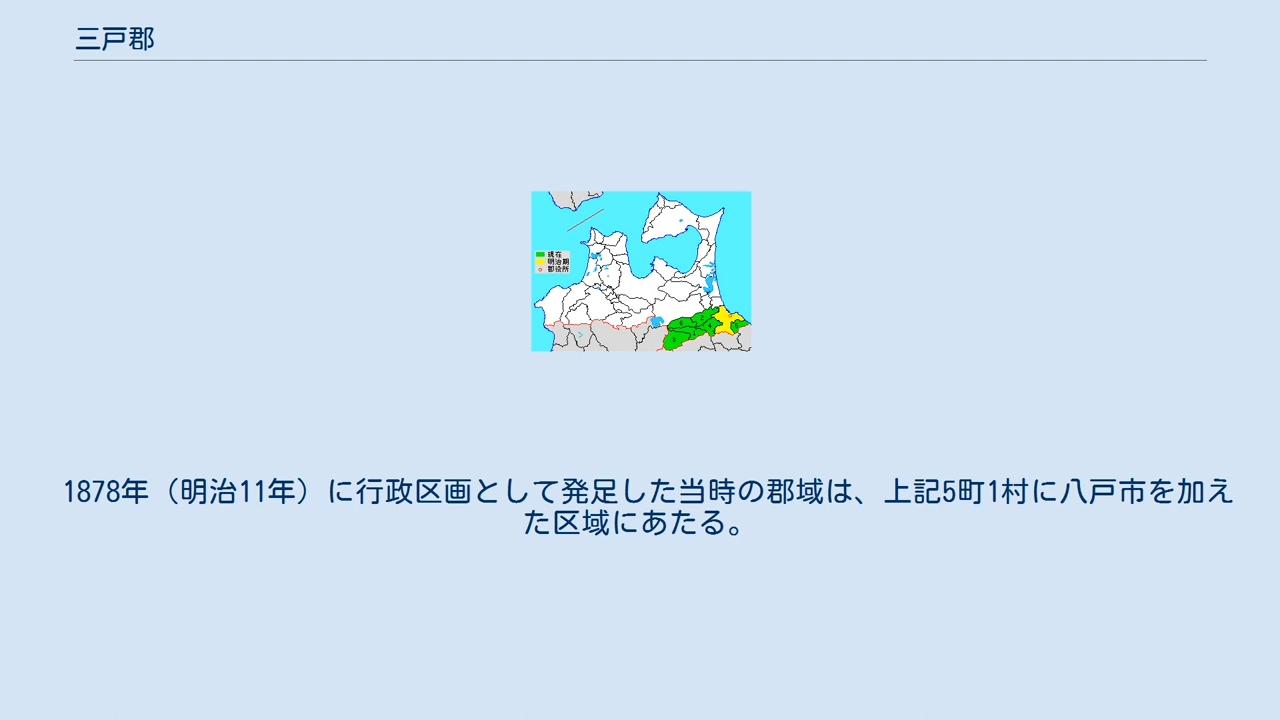 三戸郡
現在
明治期
郡役所
1878年（明治11年）に行政区画として発足した当時の郡域は、上記5町1村に八戸市を加え
た区域にあたる。